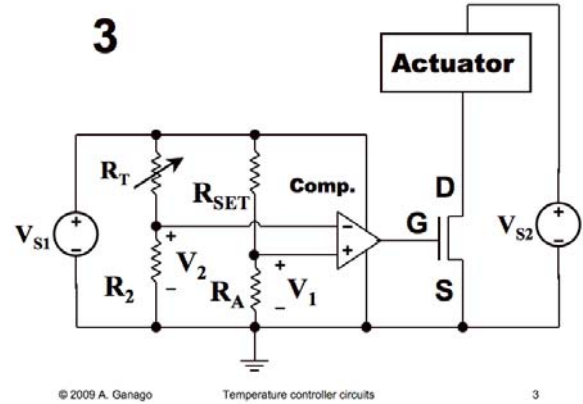 3
Actuator
R_T
R_SET
Comp.
D
G
V_S1
V_S2
+
-
+
-
+
-
+
-
+
-
V_2
R_2
R_A
V_1
S
© 2009 A. Ganago Temperature controller circuits 3